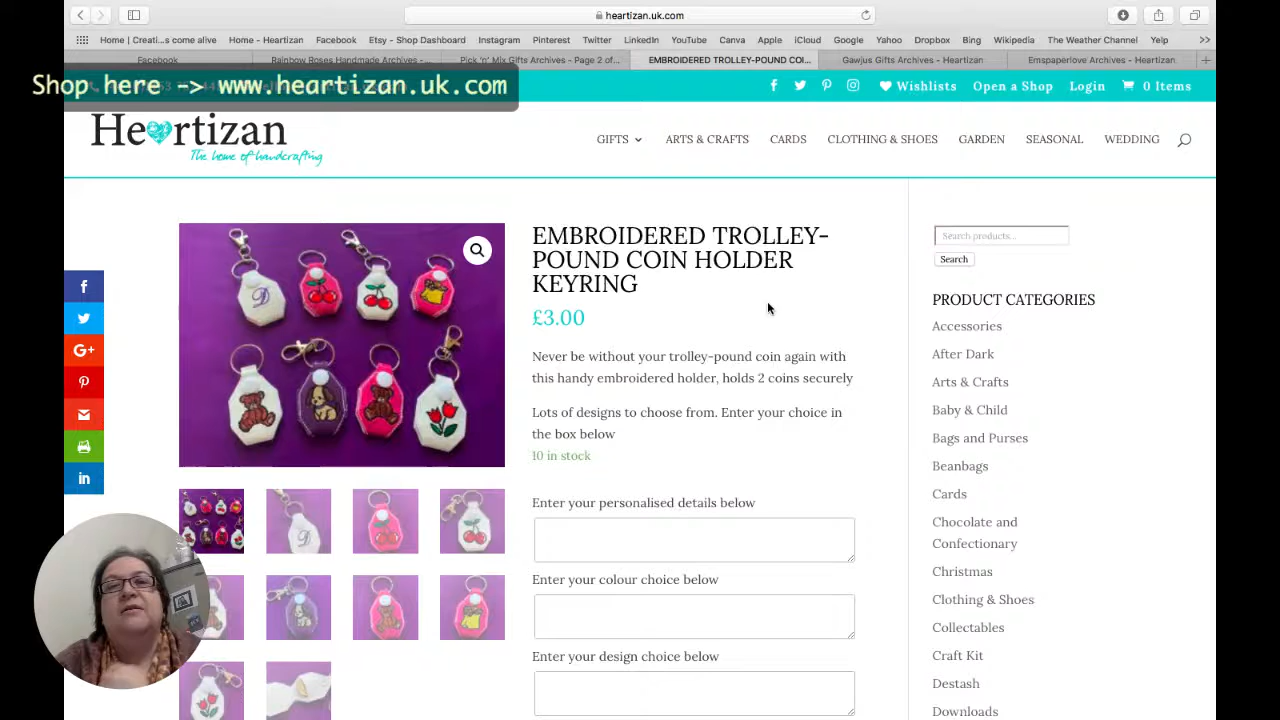 heartizan.uk.com
Home | Creati...s come alive Home - Heartizan Facebook Etsy - Shop Dashboard Instagram Pinterest Twitter LinkedIn YouTube Canva Apple iCloud Google Yahoo Dropbox Bing Wikipedia The Weather Channel Yelp >>
Facebook Rainbow Roses Handmade Archives -... Pick 'n' Mix Gifts Archives - Page 2 of... EMBROIDERED TROLLEY-POUND COI... Gawjus Gifts Archives - Heartizan Emspaperlove Archives - Heartizan
Shop here -> www.heartizan.uk.com
Wishlists Open a Shop Login 0 Items
Heartizan
The home of handcrafting
GIFTS ARTS & CRAFTS CARDS CLOTHING & SHOES GARDEN SEASONAL WEDDING
EMBROIDERED TROLLEY-
POUND COIN HOLDER
KEYRING
£3.00
Never be without your trolley-pound coin again with
this handy embroidered holder, holds 2 coins securely
Lots of designs to choose from. Enter your choice in
the box below
10 in stock
Enter your personalised details below
Enter your colour choice below
Enter your design choice below
Search products...
Search
PRODUCT CATEGORIES
Accessories
After Dark
Arts & Crafts
Baby & Child
Bags and Purses
Beanbags
Cards
Chocolate and
Confectionary
Christmas
Clothing & Shoes
Collectables
Craft Kit
Destash
Downloads